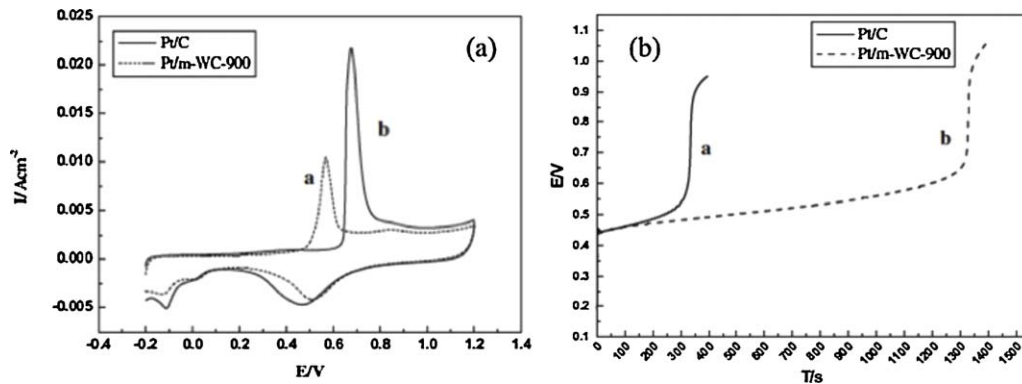 (a)
Pt/C
Pt/m-WC-900
a
b
I/Acm-2
0.025
0.020
0.015
0.010
0.005
0.000
-0.005
-0.4 -0.2 0.0 0.2 0.4 0.6 0.8 1.0 1.2 1.4
E/V
(b)
Pt/C
Pt/m-WC-900
a
b
E/V
1.1
1.0
0.9
0.8
0.7
0.6
0.5
0.4
0.3
0.2
0.1
0 100 200 300 400 500 600 700 800 900 1000 1100 1200 1300 1400 1500
T/s